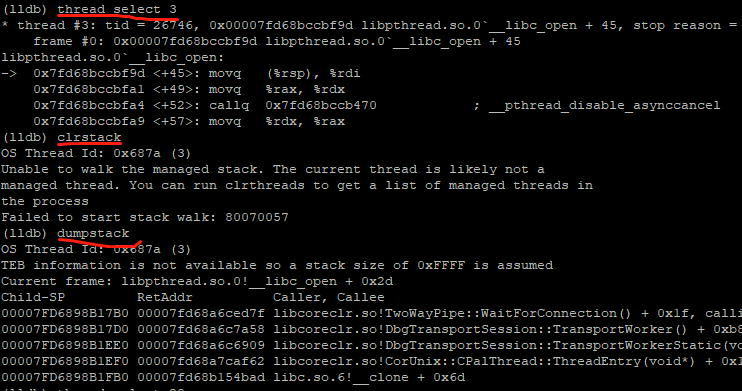 (lldb) thread select 3
* thread #3: tid = 26746, 0x00007fd68bccbf9d libpthread.so.0`__libc_open + 45, stop reason =
frame #0: 0x00007fd68bccbf9d libpthread.so.0`__libc_open + 45
libpthread.so.0`__libc_open:
-> 0x7fd68bccbf9d <+45>: movq (%rsp), %rdi
0x7fd68bccbfa1 <+49>: movq %rax, %rdx
0x7fd68bccbfa4 <+52>: callq 0x7fd68bccb470 ; __pthread_disable_asynccancel
0x7fd68bccbfa9 <+57>: movq %rdx, %rax
(lldb) clrstack
OS Thread Id: 0x687a (3)
Unable to walk the managed stack. The current thread is likely not a
managed thread. You can run clrthreads to get a list of managed threads in
the process
Failed to start stack walk: 80070057
(lldb) dumpstack
OS Thread Id: 0x687a (3)
TEB information is not available so a stack size of 0xFFFF is assumed
Current frame: libpthread.so.0!__libc_open + 0x2d
Child-SP RetAddr Caller, Callee
00007FD6898B17B0 00007fd68a6ced7f libcoreclr.so!TwoWayPipe::WaitForConnection() + 0x1f, calli
00007FD6898B17D0 00007fd68a6c7a58 libcoreclr.so!DbgTransportSession::TransportWorker() + 0xb8
00007FD6898B1EE0 00007fd68a6c6909 libcoreclr.so!DbgTransportSession::TransportWorkerStatic(vo
00007FD6898B1EF0 00007fd68a7caf62 libcoreclr.so!CorUnix::CPalThread::ThreadEntry(void*) + 0x1
00007FD6898B1FB0 00007fd68b154bad libc.so.6!__clone + 0x6d